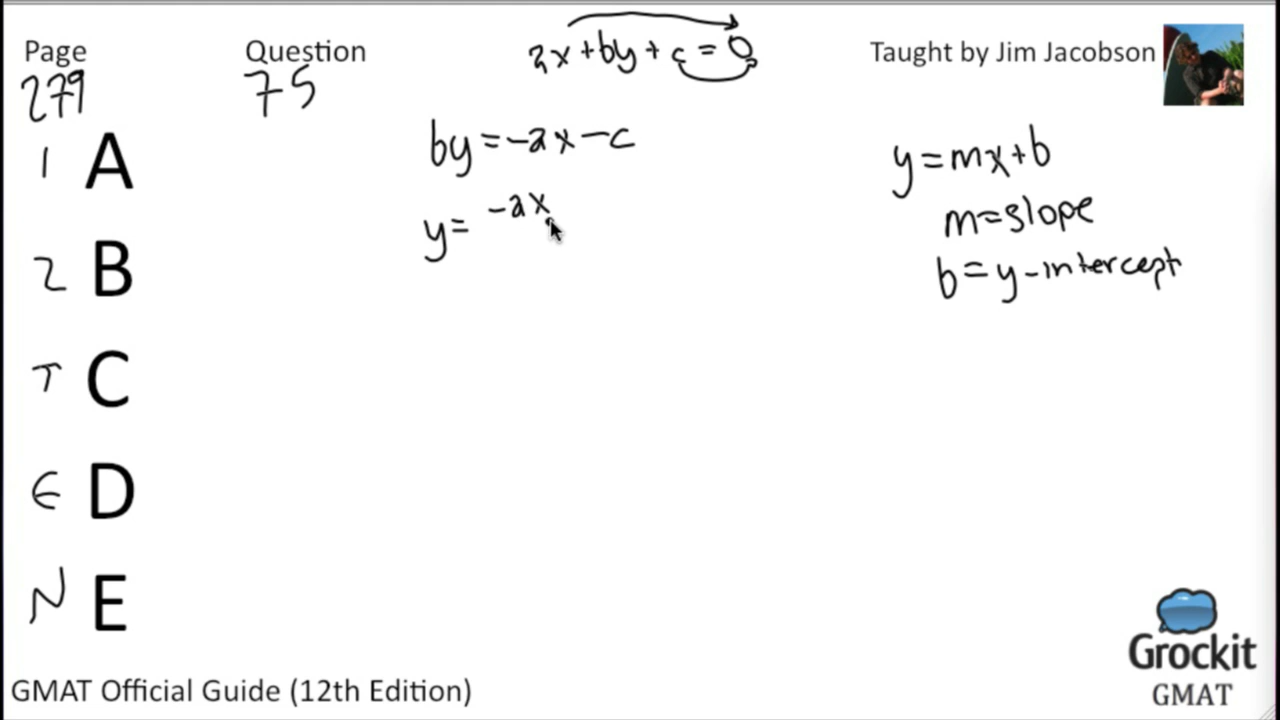 Page Question ax+by+c=0 Taught by Jim Jacobson
279 75
by=-ax-c
1 A
y=mx+b
y=-ax
m=slope
2 B
b=y-intercept
T C
E D
N E
Grockit
GMAT
GMAT Official Guide (12th Edition)